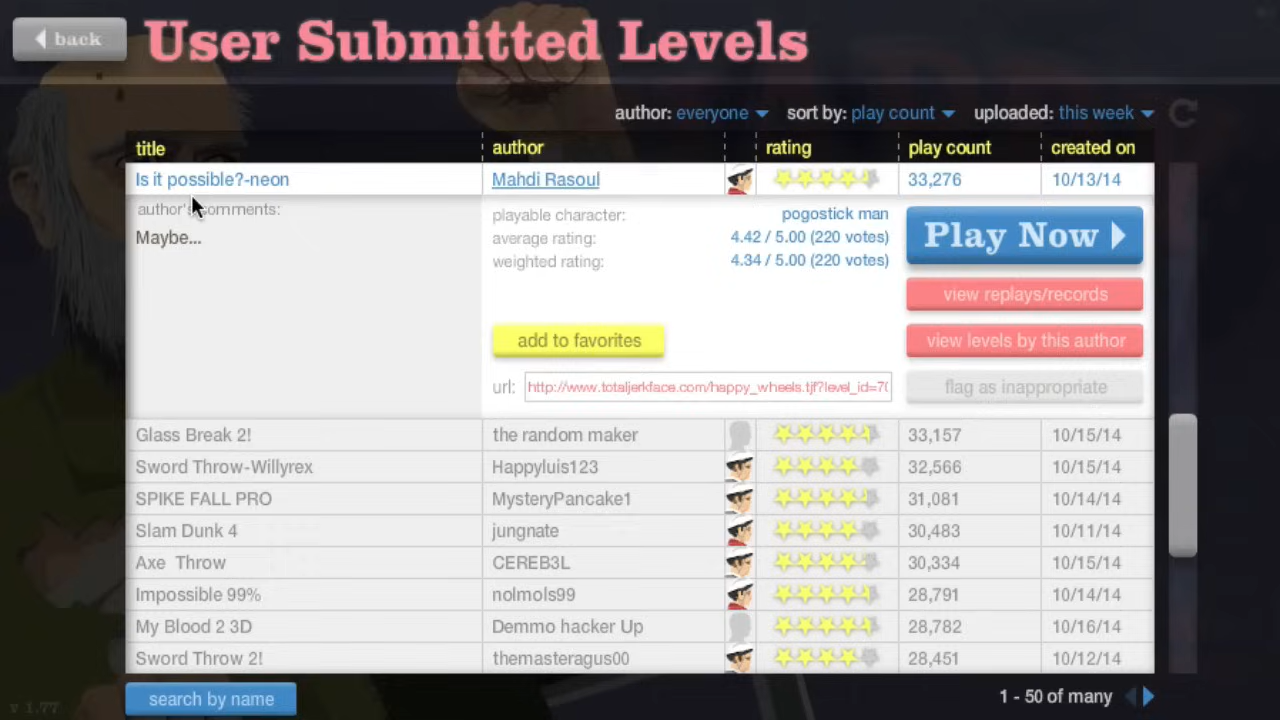 back
User Submitted Levels
author: everyone sort by: play count uploaded: this week
title author rating play count created on
Is it possible?-neon Mahdi Rasoul 33,276 10/13/14
author's comments:
Maybe...
playable character: pogostick man
average rating: 4.42 / 5.00 (220 votes)
weighted rating: 4.34 / 5.00 (220 votes)
Play Now
view replays/records
add to favorites
view levels by this author
url: http://www.totaljerkface.com/happy_wheels.tjf?level_id=7
flag as inappropriate
Glass Break 2! the random maker 33,157 10/15/14
Sword Throw-Willyrex Happyluis123 32,566 10/15/14
SPIKE FALL PRO MysteryPancake1 31,081 10/14/14
Slam Dunk 4 jungnate 30,483 10/11/14
Axe Throw CEREB3L 30,334 10/15/14
Impossible 99% nolmols99 28,791 10/14/14
My Blood 2 3D Demmo hacker Up 28,782 10/16/14
Sword Throw 2! themasteragus00 28,451 10/12/14
search by name
1 - 50 of many
v 1.77